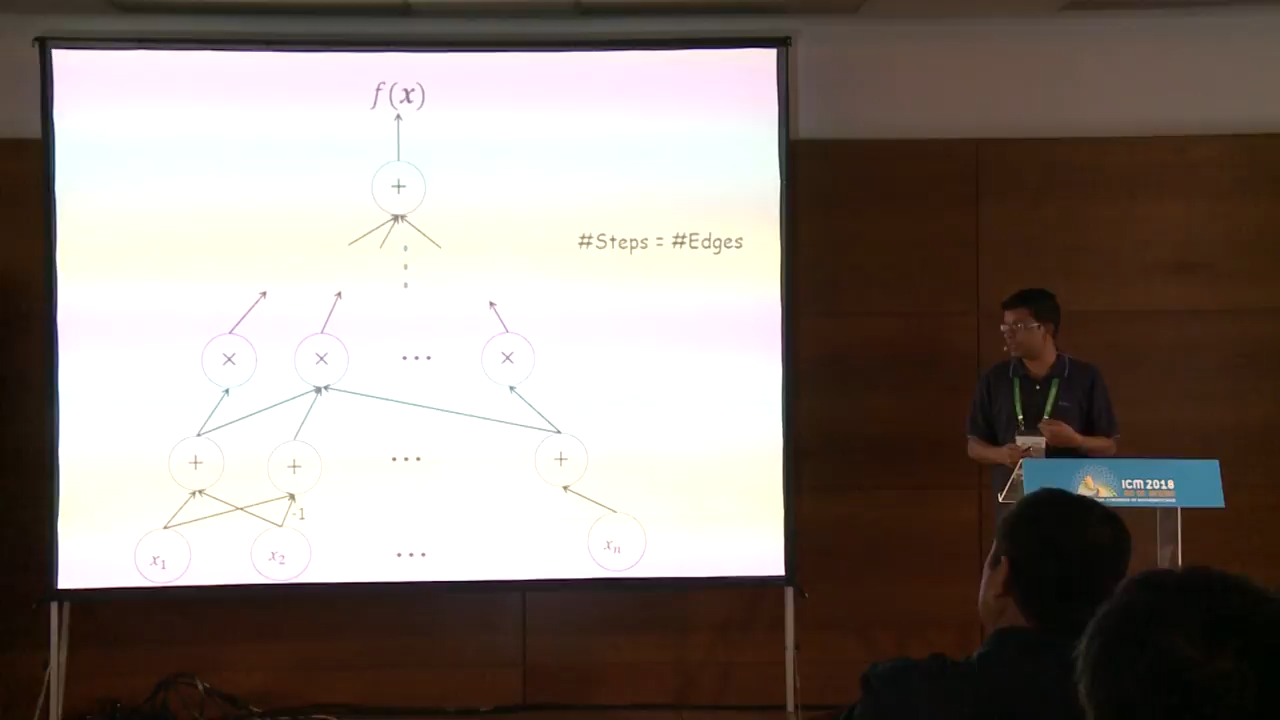 f(x)
+
#Steps = #Edges
× × ... ×
+ + ... +
-1
x₁ x₂ ... xₙ
ICM 2018